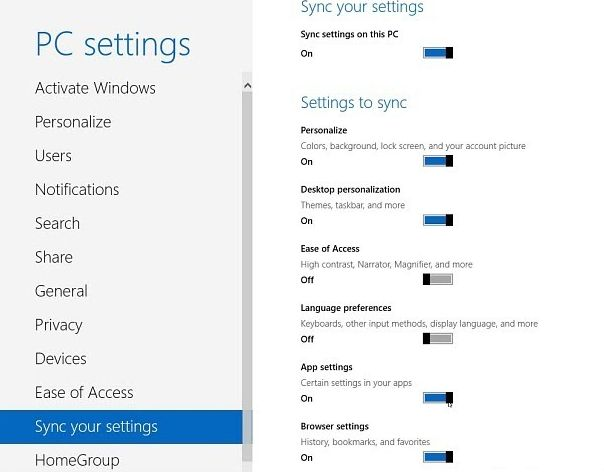 PC settings
Activate Windows
Personalize
Users
Notifications
Search
Share
General
Privacy
Devices
Ease of Access
Sync your settings
HomeGroup
Sync your settings
Sync settings on this PC
On
Settings to sync
Personalize
Colors, background, lock screen, and your account picture
On
Desktop personalization
Themes, taskbar, and more
On
Ease of Access
High contrast, Narrator, Magnifier, and more
Off
Language preferences
Keyboards, other input methods, display language, and more
Off
App settings
Certain settings in your apps
On
Browser settings
History, bookmarks, and favorites
On